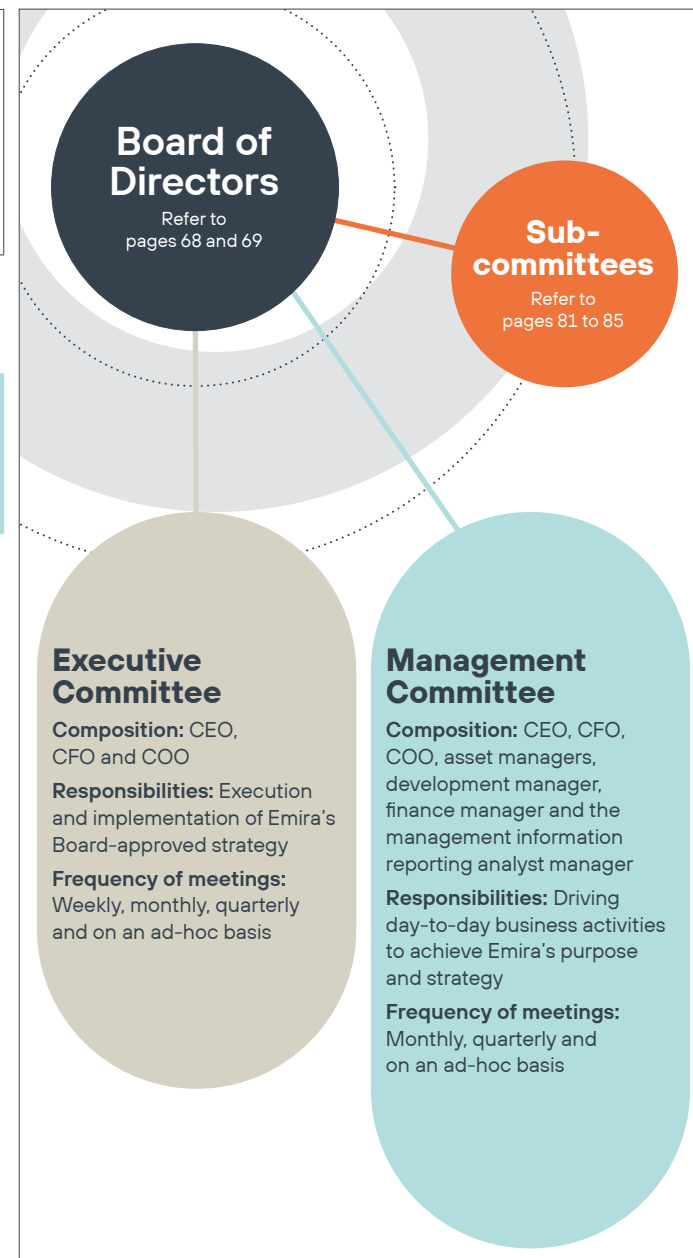 Board of
Directors
Refer to
pages 68 and 69
Sub-
committees
Refer to
pages 81 to 85
Executive
Committee
Composition: CEO,
CFO and COO
Responsibilities: Execution
and implementation of Emira’s
Board-approved strategy
Frequency of meetings:
Weekly, monthly, quarterly
and on an ad-hoc basis
Management
Committee
Composition: CEO, CFO,
COO, asset managers,
development manager,
finance manager and the
management information
reporting analyst manager
Responsibilities: Driving
day-to-day business activities
to achieve Emira’s purpose
and strategy
Frequency of meetings:
Monthly, quarterly and
on an ad-hoc basis